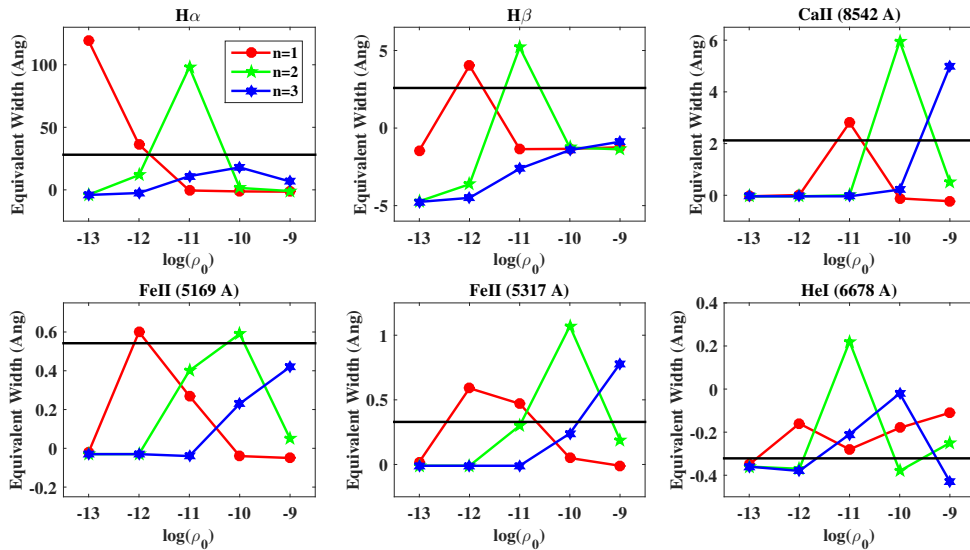 Hα
Equivalent Width (Ang)
100
50
0
-13 -12 -11 -10 -9
log(ρ₀)
n=1
n=2
n=3
Hβ
Equivalent Width (Ang)
5
0
-5
-13 -12 -11 -10 -9
log(ρ₀)
CaII (8542 A)
Equivalent Width (Ang)
6
4
2
0
-13 -12 -11 -10 -9
log(ρ₀)
FeII (5169 A)
Equivalent Width (Ang)
0.6
0.4
0.2
0
-0.2
-13 -12 -11 -10 -9
log(ρ₀)
FeII (5317 A)
Equivalent Width (Ang)
1
0.5
0
-13 -12 -11 -10 -9
log(ρ₀)
HeI (6678 A)
Equivalent Width (Ang)
0.4
0.2
0
-0.2
-0.4
-13 -12 -11 -10 -9
log(ρ₀)